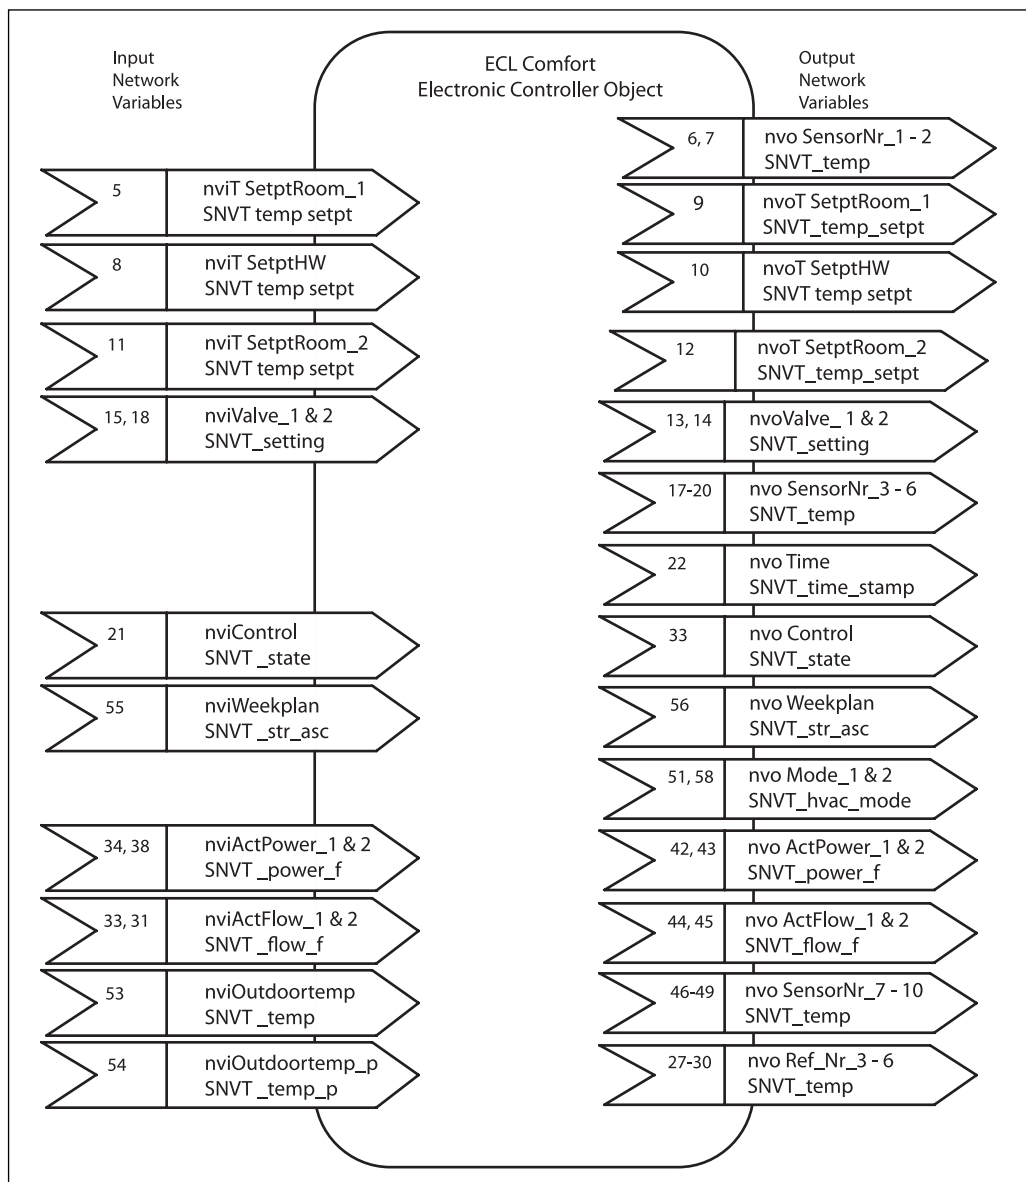 Input
Network
Variables
ECL Comfort
Electronic Controller Object
Output
Network
Variables
5
nviT SetptRoom_1
SNVT temp setpt
8
nviT SetptHW
SNVT temp setpt
11
nviT SetptRoom_2
SNVT temp setpt
15, 18
nviValve_1 & 2
SNVT_setting
21
nviControl
SNVT _state
55
nviWeekplan
SNVT _str_asc
34, 38
nviActPower_1 & 2
SNVT _power_f
33, 31
nviActFlow_1 & 2
SNVT _flow_f
53
nviOutdoortemp
SNVT _temp
54
nviOutdoortemp_p
SNVT _temp_p
6, 7
nvo SensorNr_1 - 2
SNVT_temp
9
nvoT SetptRoom_1
SNVT_temp_setpt
10
nvoT SetptHW
SNVT temp setpt
12
nvoT SetptRoom_2
SNVT_temp_setpt
13, 14
nvoValve_ 1 & 2
SNVT_setting
17-20
nvo SensorNr_3 - 6
SNVT_temp
22
nvo Time
SNVT_time_stamp
33
nvo Control
SNVT_state
56
nvo Weekplan
SNVT_str_asc
51, 58
nvo Mode_1 & 2
SNVT_hvac_mode
42, 43
nvo ActPower_1 & 2
SNVT_power_f
44, 45
nvo ActFlow_1 & 2
SNVT_flow_f
46-49
nvo SensorNr_7 - 10
SNVT_temp
27-30
nvo Ref_Nr_3 - 6
SNVT_temp